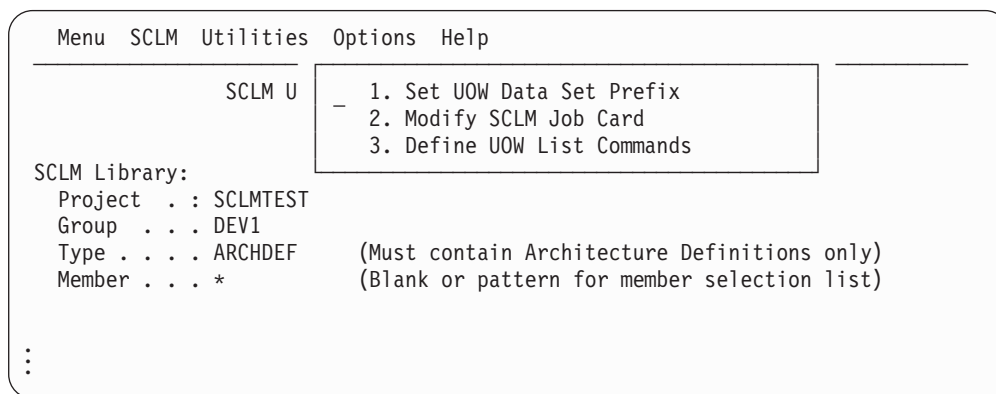 Menu SCLM Utilities Options Help
SCLM U
_ 1. Set UOW Data Set Prefix
2. Modify SCLM Job Card
3. Define UOW List Commands
SCLM Library:
Project . : SCLMTEST
Group . . . DEV1
Type . . . . ARCHDEF (Must contain Architecture Definitions only)
Member . . . * (Blank or pattern for member selection list)